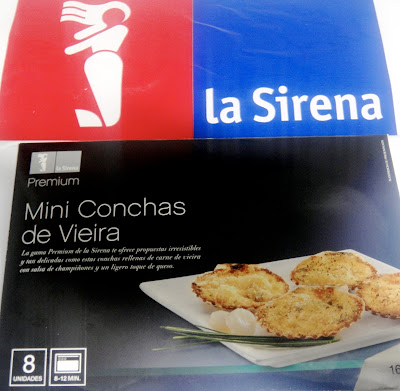 la Sirena
la Sirena
Premium
Mini Conchas
de Vieira
La gama Premium de la Sirena te ofrece propuestas irresistibles
y tan delicadas como estas conchas rellenas de carne de vieira
con salsa de champiñones y un ligero toque de queso.
8
UNIDADES
8-12 MIN.
16